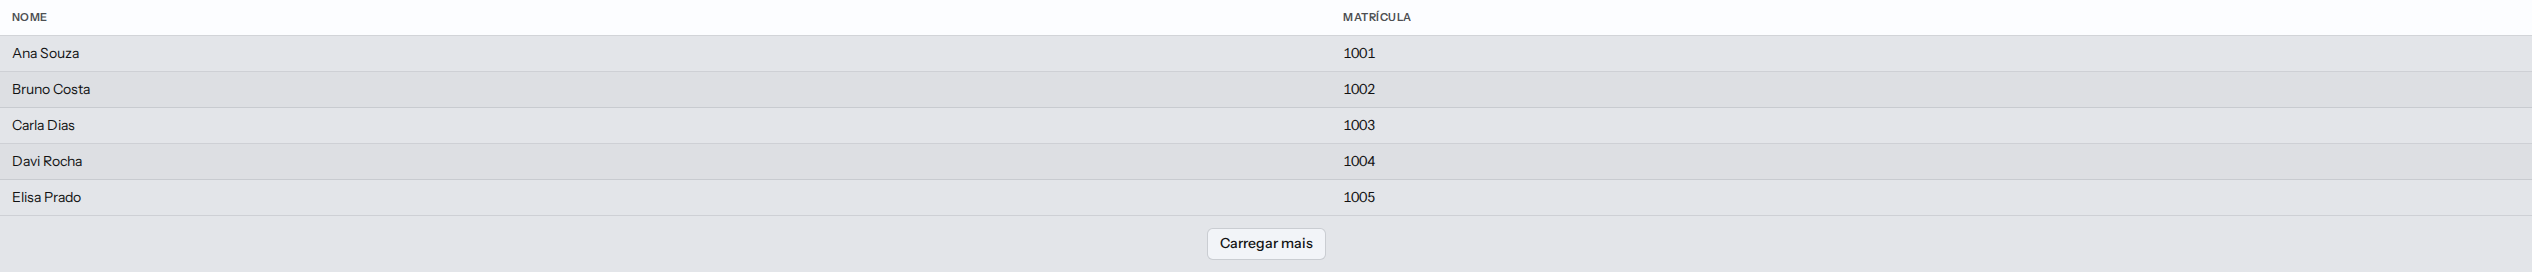 NOME MATRÍCULA
Ana Souza 1001
Bruno Costa 1002
Carla Dias 1003
Davi Rocha 1004
Elisa Prado 1005
Carregar mais